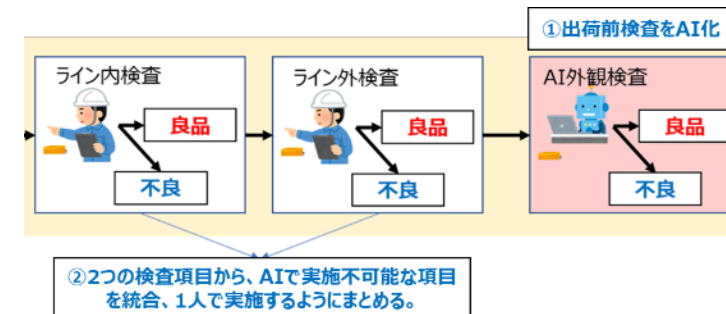 ①出荷前検査をAI化
ライン内検査
良品
不良
ライン外検査
良品
不良
AI外観検査
良品
不良
②2つの検査項目から、AIで実施不可能な項目
を統合、1人で実施するようにまとめる。